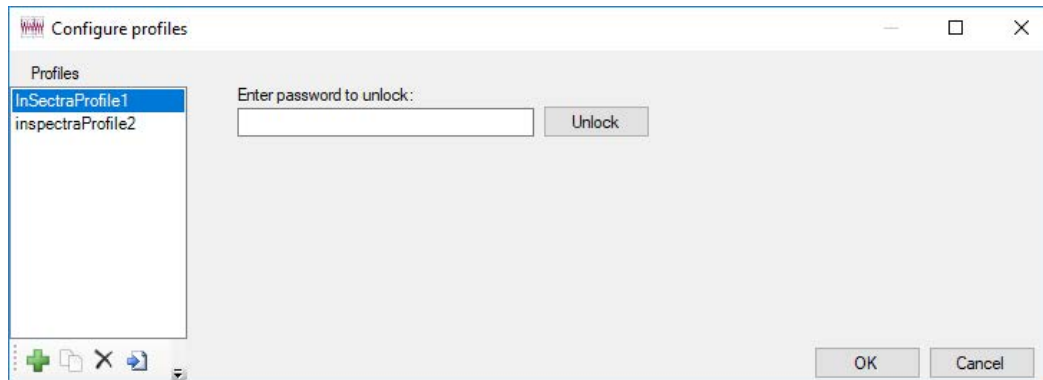 Configure profiles
Profiles
InSectraProfile1
inspectraProfile2
Enter password to unlock:
Unlock
OK
Cancel